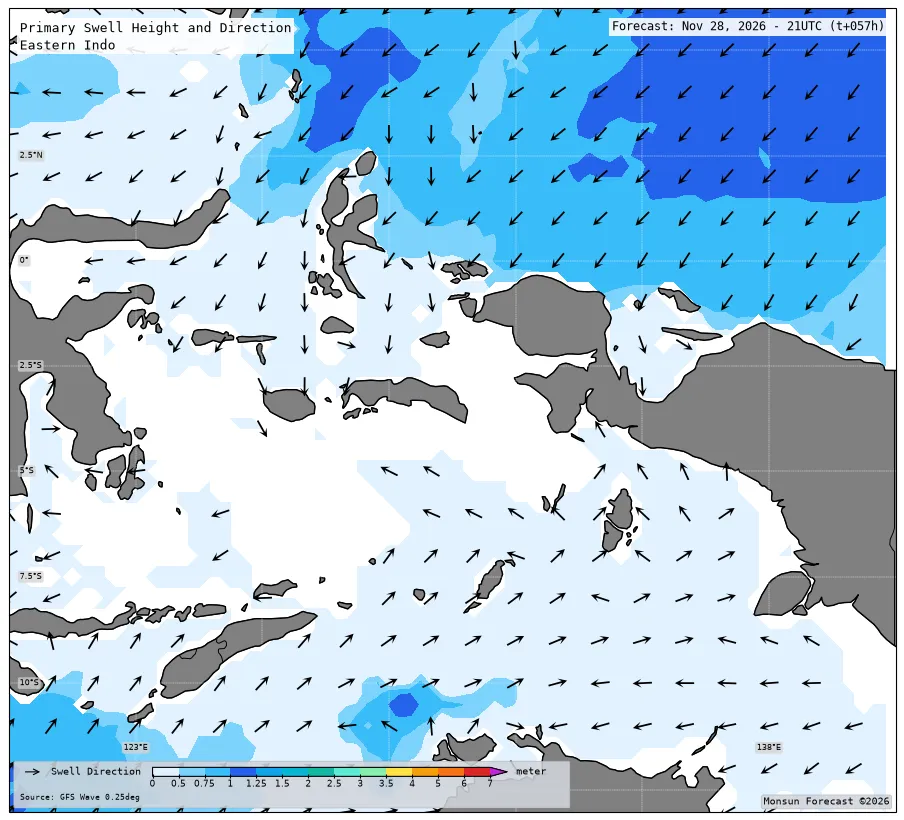 Primary Swell Height and Direction
Eastern Indo
Forecast: Nov 28, 2026 - 21UTC (t+057h)
2.5°N
0°
2.5°S
5°S
7.5°S
10°S
123°E
138°E
Swell Direction
0 0.5 0.75 1 1.25 1.5 2 2.5 3 3.5 4 5 6 7
meter
Source: GFS Wave 0.25deg
Monsun Forecast ©2026